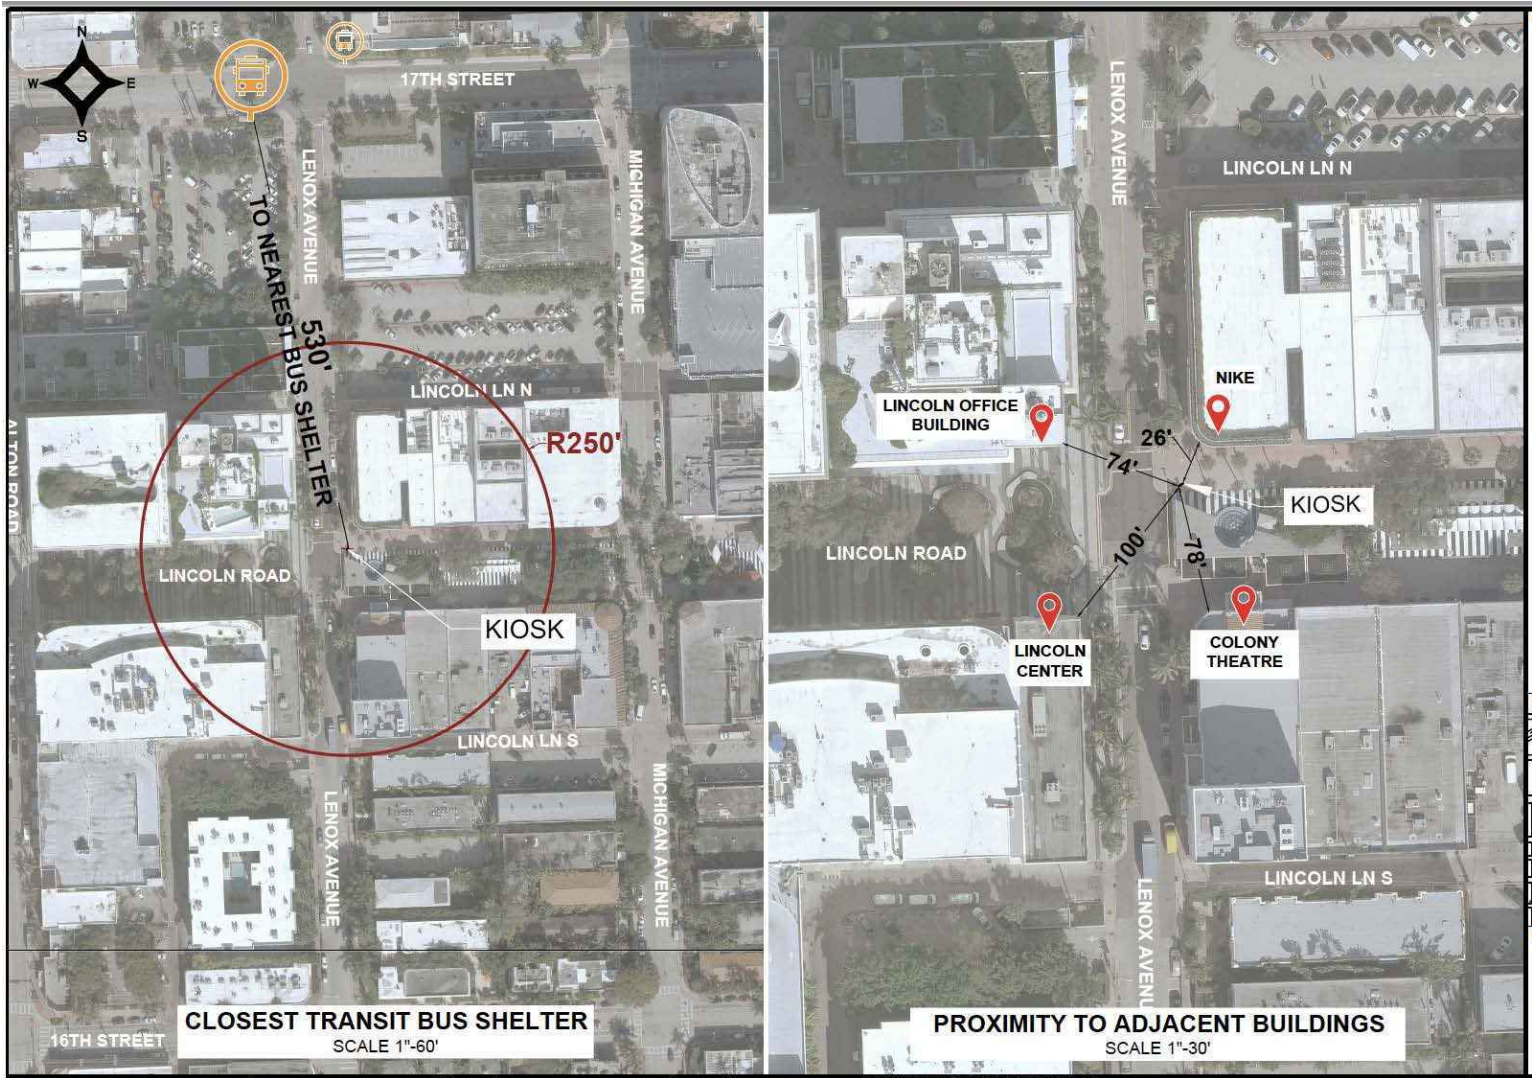 N
W E
S
17TH STREET
LENOX AVENUE
MICHIGAN AVENUE
TO NEAREST BUS SHELTER
530'
LINCOLN LN N
R250'
ALTON ROAD
LINCOLN ROAD
KIOSK
LINCOLN LN S
LENOX AVENUE
MICHIGAN AVENUE
16TH STREET
CLOSEST TRANSIT BUS SHELTER
SCALE 1"-60'
LENOX AVENUE
LINCOLN LN N
NIKE
LINCOLN OFFICE
BUILDING
26'
74'
KIOSK
LINCOLN ROAD
100'
78'
LINCOLN
CENTER
COLONY
THEATRE
LINCOLN LN S
LENOX AVENUE
PROXIMITY TO ADJACENT BUILDINGS
SCALE 1"-30'